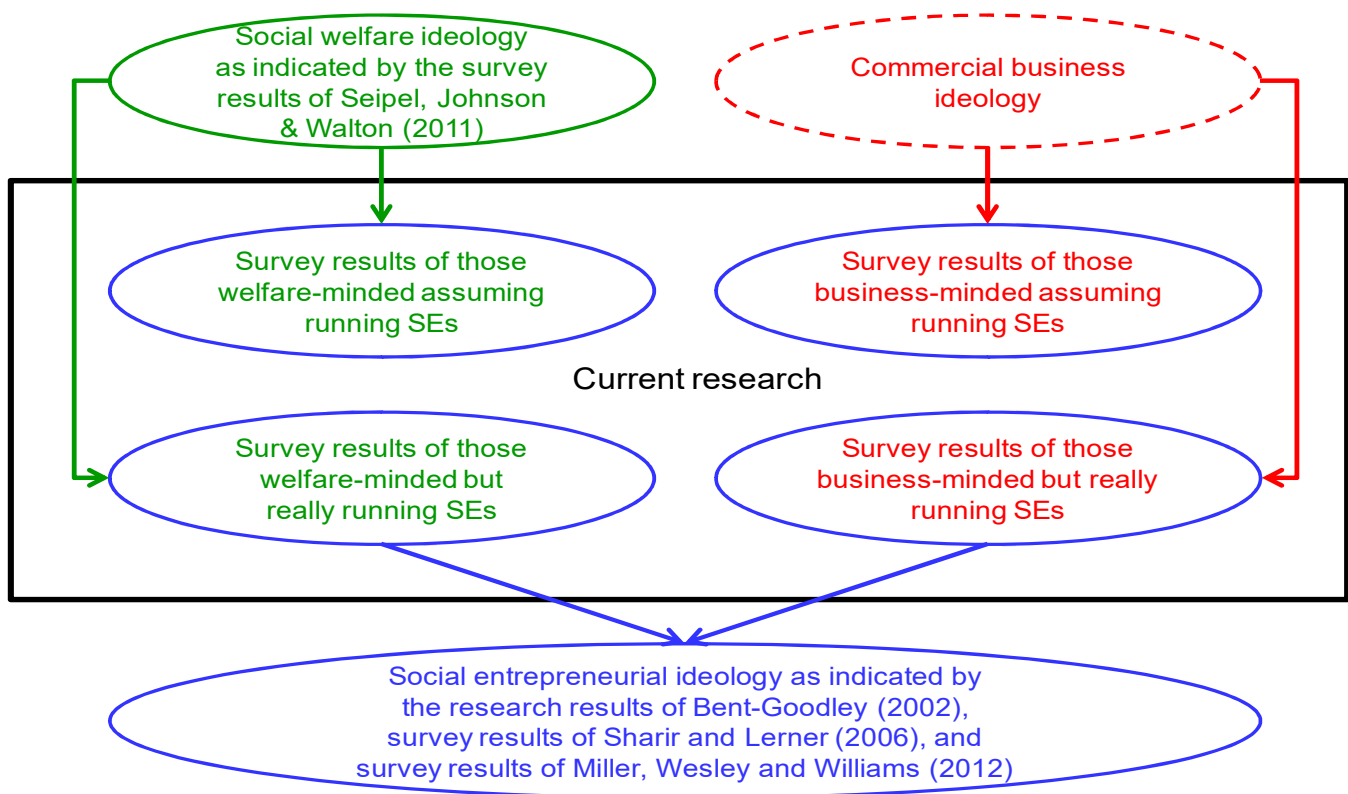 Social welfare ideology
as indicated by the survey
results of Seipel, Johnson
& Walton (2011)
Commercial business
ideology
Survey results of those
welfare-minded assuming
running SEs
Survey results of those
business-minded assuming
running SEs
Current research
Survey results of those
welfare-minded but
really running SEs
Survey results of those
business-minded but really
running SEs
Social entrepreneurial ideology as indicated by
the research results of Bent-Goodley (2002),
survey results of Sharir and Lerner (2006), and
survey results of Miller, Wesley and Williams (2012)